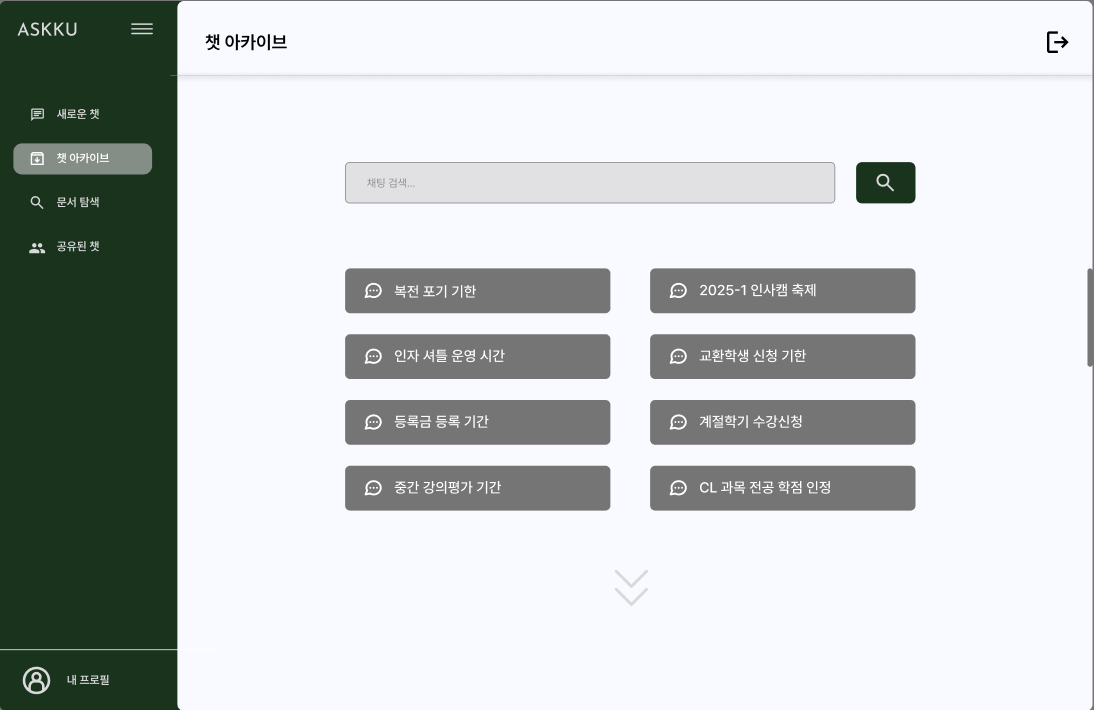 ASKKU
새로운 챗
챗 아카이브
문서 탐색
공유된 챗
내 프로필
챗 아카이브
채팅 검색...
복전 포기 기한
2025-1 인사캠 축제
인자 셔틀 운영 시간
교환학생 신청 기한
등록금 등록 기간
계절학기 수강신청
중간 강의평가 기간
CL 과목 전공 학점 인정